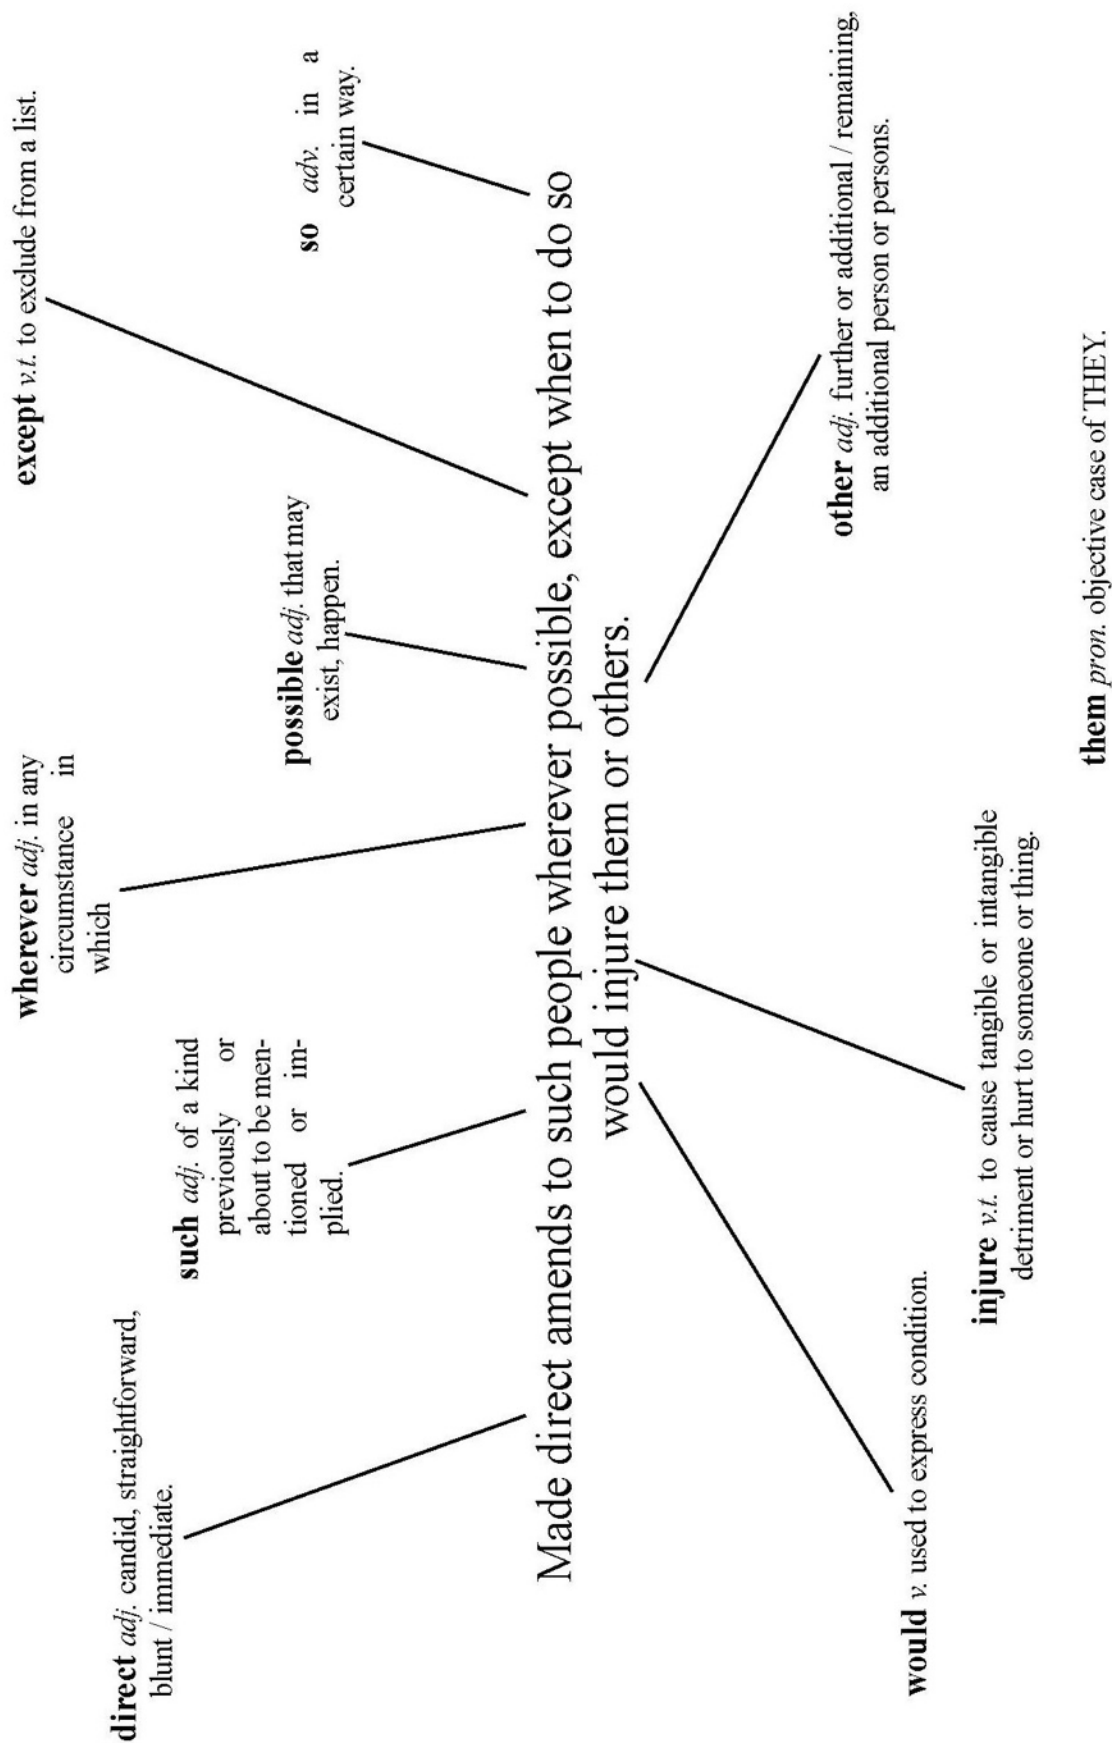 direct adj. candid, straightforward,
blunt / immediate.
such adj. of a kind
previously or
about to be men-
tioned or im-
plied.
wherever adj. in any
circumstance in
which
possible adj. that may
exist, happen.
except v.t. to exclude from a list.
so adv. in a
certain way.
Made direct amends to such people wherever possible, except when to do so
would injure them or others.
would v. used to express condition.
injure v.t. to cause tangible or intangible
detriment or hurt to someone or thing.
other adj. further or additional / remaining,
an additional person or persons.
them pron. objective case of THEY.